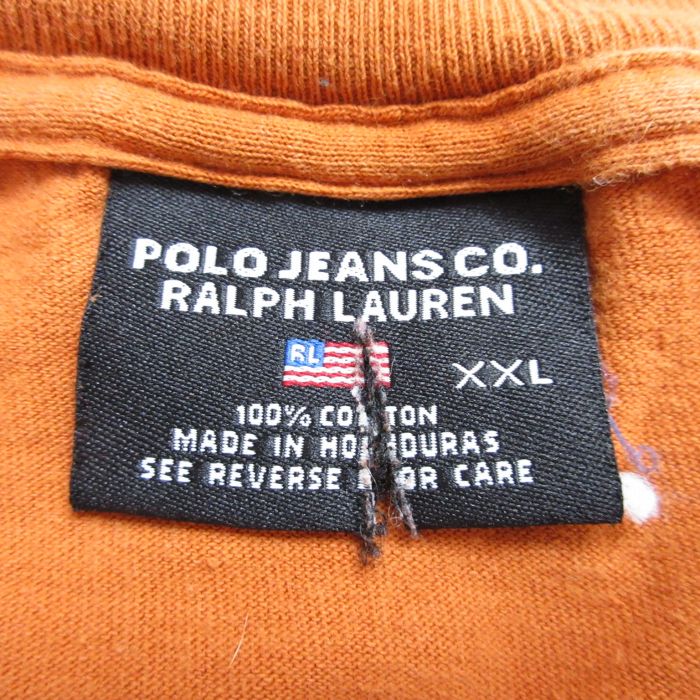 POLO JEANS CO.
RALPH LAUREN
RL
XXL
100% COTTON
MADE IN HONDURAS
SEE REVERSE FOR CARE